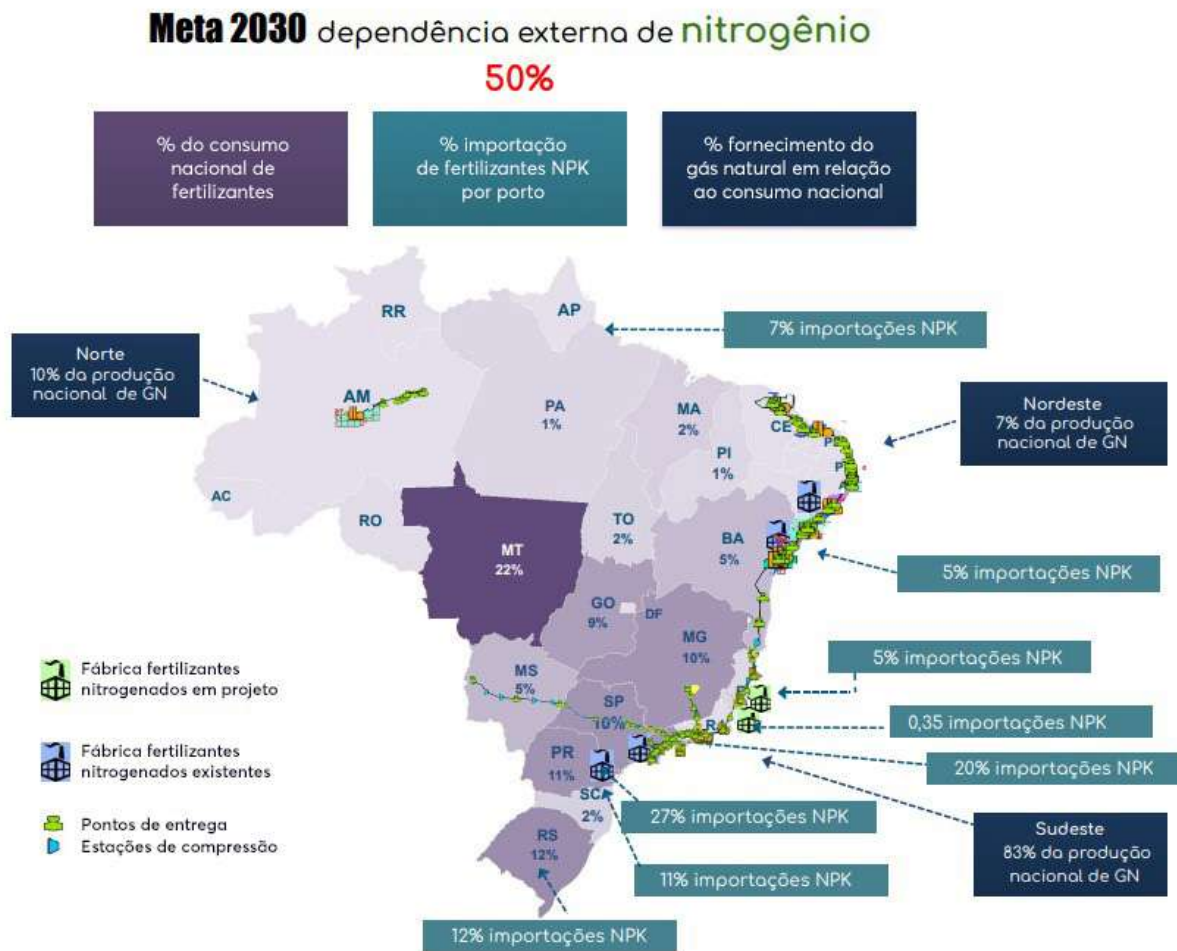 Meta 2030 dependência externa de nitrogênio
50%
% do consumo
nacional de
fertilizantes
% importação
de fertilizantes NPK
por porto
% fornecimento do
gás natural em relação
ao consumo nacional
RR
AP
7% importações NPK
Norte
10% da produção
nacional de GN
AM
PA
1%
MA
2%
CE
PI
1%
Nordeste
7% da produção
nacional de GN
AC
RO
TO
2%
BA
5%
MT
22%
5% importações NPK
GO
9%
DF
MG
10%
Fábrica fertilizantes
nitrogenados em projeto
MS
5%
5% importações NPK
SP
10%
0,35 importações NPK
Fábrica fertilizantes
nitrogenados existentes
PR
11%
20% importações NPK
SC
2%
27% importações NPK
Pontos de entrega
Estações de compressão
RS
12%
Sudeste
83% da produção
nacional de GN
11% importações NPK
12% importações NPK